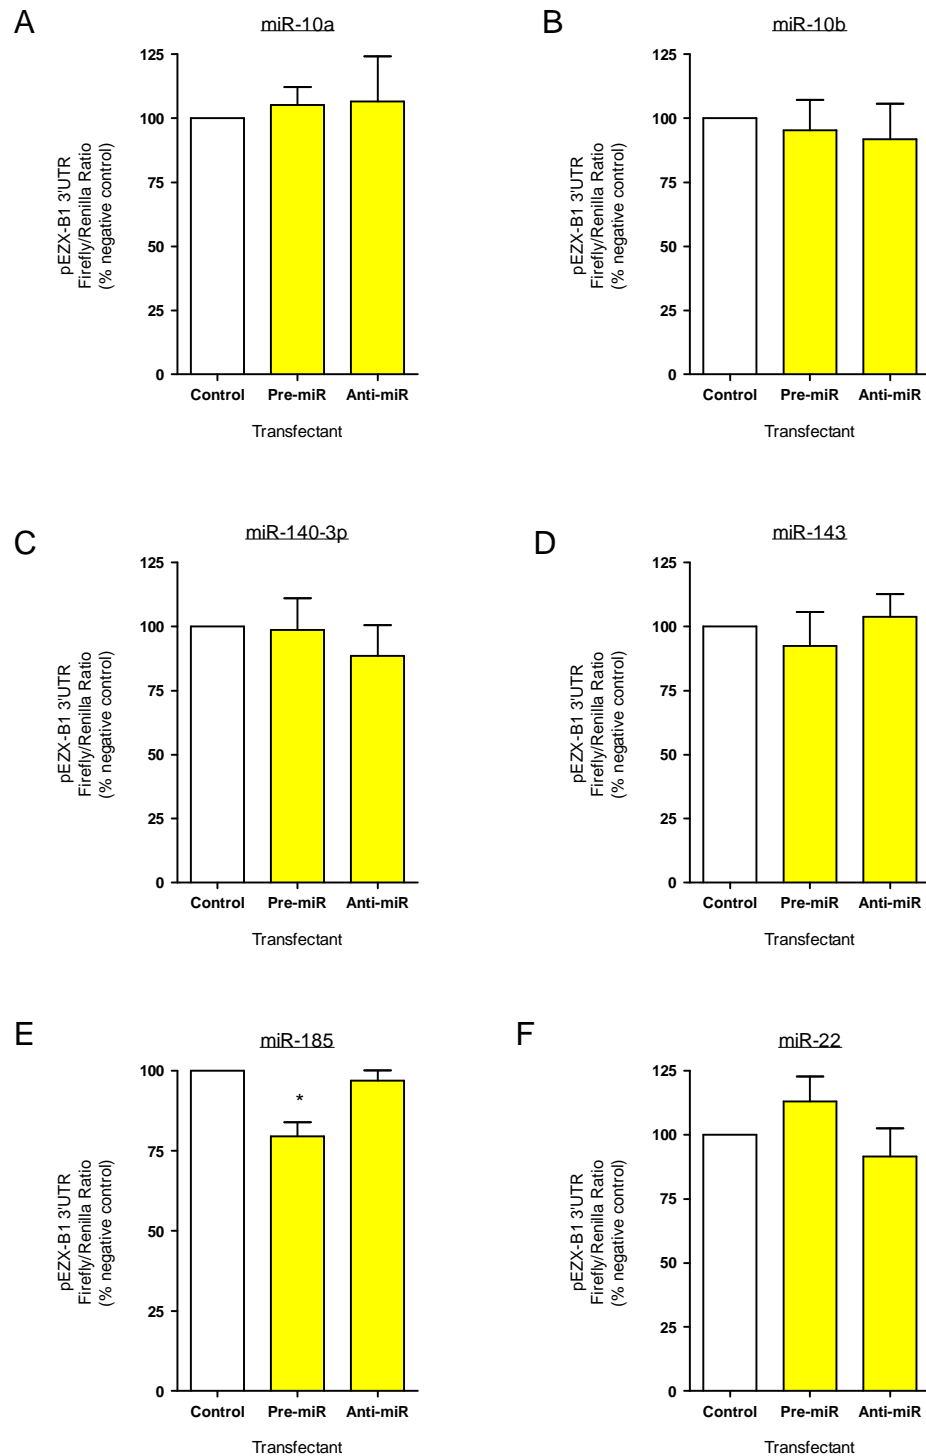 A
miR-10a
125
100
75
50
25
0
pEZX-B1 3'UTR
Firefly/Renilla Ratio
(% negative control)
Control Pre-miR Anti-miR
Transfectant
B
miR-10b
125
100
75
50
25
0
pEZX-B1 3'UTR
Firefly/Renilla Ratio
(% negative control)
Control Pre-miR Anti-miR
Transfectant
C
miR-140-3p
125
100
75
50
25
0
pEZX-B1 3'UTR
Firefly/Renilla Ratio
(% negative control)
Control Pre-miR Anti-miR
Transfectant
D
miR-143
125
100
75
50
25
0
pEZX-B1 3'UTR
Firefly/Renilla Ratio
(% negative control)
Control Pre-miR Anti-miR
Transfectant
E
miR-185
100
75
50
25
0
pEZX-B1 3'UTR
Firefly/Renilla Ratio
(% negative control)
*
Control Pre-miR Anti-miR
Transfectant
F
miR-22
125
100
75
50
25
0
pEZX-B1 3'UTR
Firefly/Renilla Ratio
(% negative control)
Control Pre-miR Anti-miR
Transfectant